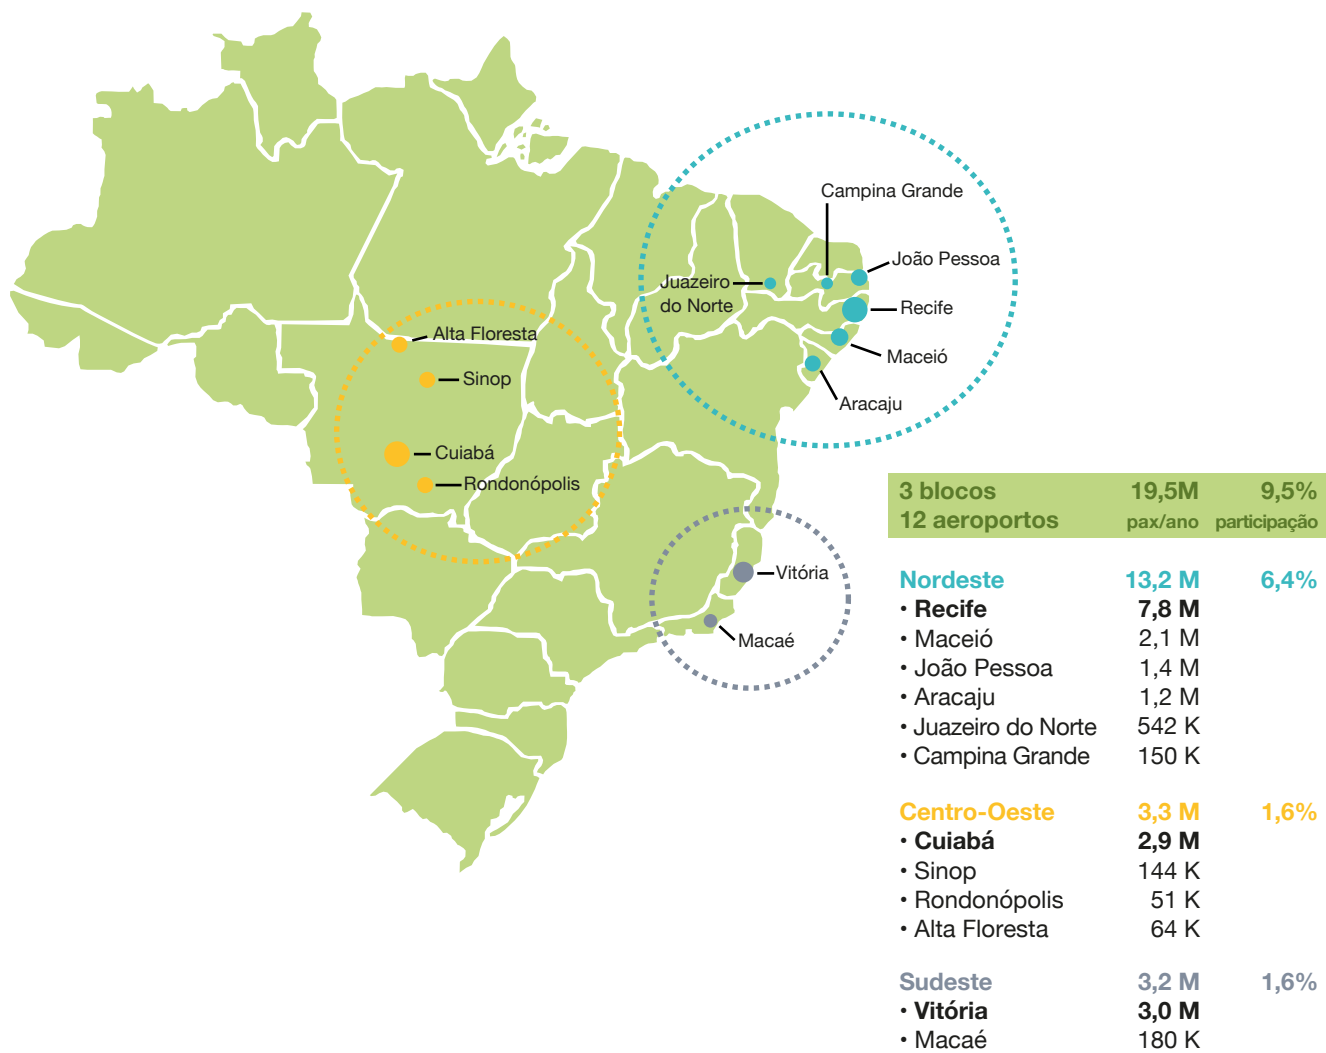 Campina Grande
João Pessoa
Juazeiro
do Norte
Recife
Maceió
Aracaju
Alta Floresta
Sinop
Cuiabá
Rondonópolis
Vitória
Macaé
3 blocos 19,5M 9,5%
12 aeroportos pax/ano participação
Nordeste 13,2 M 6,4%
• Recife 7,8 M
• Maceió 2,1 M
• João Pessoa 1,4 M
• Aracaju 1,2 M
• Juazeiro do Norte 542 K
• Campina Grande 150 K
Centro-Oeste 3,3 M 1,6%
• Cuiabá 2,9 M
• Sinop 144 K
• Rondonópolis 51 K
• Alta Floresta 64 K
Sudeste 3,2 M 1,6%
• Vitória 3,0 M
• Macaé 180 K